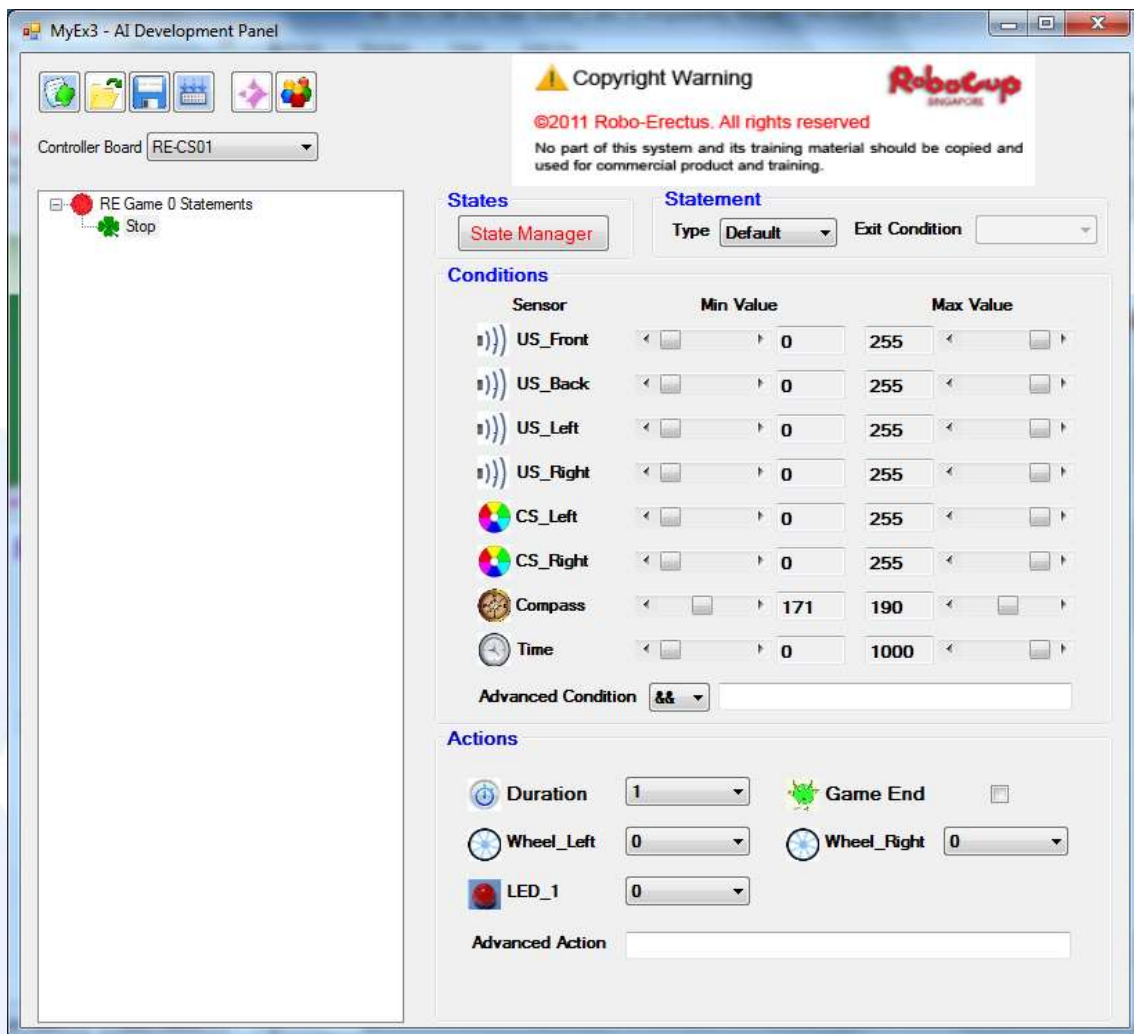 MyEx3 - AI Development Panel
Copyright Warning
RoboCup
SINGAPORE
©2011 Robo-Erectus. All rights reserved
No part of this system and its training material should be copied and
used for commercial product and training.
Controller Board RE-CS01
RE Game 0 Statements
Stop
States
State Manager
Statement
Type Default Exit Condition
Conditions
Sensor Min Value Max Value
US_Front 0 255
US_Back 0 255
US_Left 0 255
US_Right 0 255
CS_Left 0 255
CS_Right 0 255
Compass 171 190
Time 0 1000
Advanced Condition &&
Actions
Duration 1 Game End
Wheel_Left 0 Wheel_Right 0
LED_1 0
Advanced Action